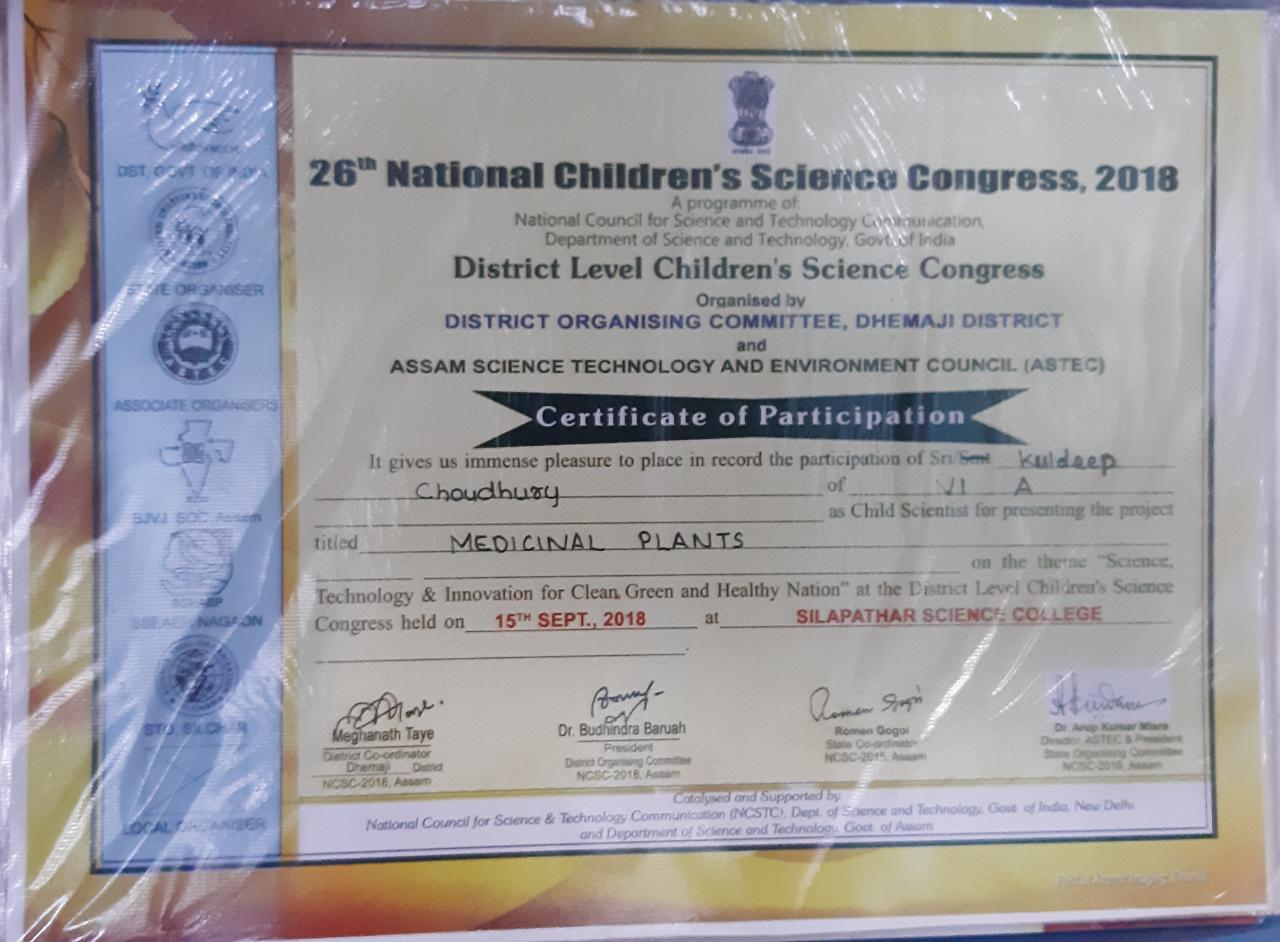 DST, GOVT OF INDIA
STATE ORGANISER
ASSOCIATE ORGANISERS
BJVJ, SOC, Assam
SSEAEP, NAGAON
STO, SILCHAR
LOCAL ORGANISER
26th National Children's Science Congress, 2018
A programme of:
National Council for Science and Technology Communication,
Department of Science and Technology, Govt. of India
District Level Children's Science Congress
Organised by
DISTRICT ORGANISING COMMITTEE, DHEMAJI DISTRICT
and
ASSAM SCIENCE TECHNOLOGY AND ENVIRONMENT COUNCIL (ASTEC)
Certificate of Participation
It gives us immense pleasure to place in record the participation of Sri/Smt Kuldeep
Choudhury of VI A
as Child Scientist for presenting the project
titled MEDICINAL PLANTS
on the theme "Science,
Technology & Innovation for Clean, Green and Healthy Nation" at the District Level Children's Science
Congress held on 15TH SEPT., 2018 at SILAPATHAR SCIENCE COLLEGE
Meghanath Taye
District Co-ordinator
Dhemaji District
NCSC-2018, Assam
Dr. Budhindra Baruah
President
District Organising Committee
NCSC-2018, Assam
Romen Gogoi
State Co-ordinator
NCSC-2015, Assam
Dr Arup Kumar Misra
Director, ASTEC & President
State Organising Committee
NCSC-2018, Assam
Catalysed and Supported by
National Council for Science & Technology Communication (NCSTC), Dept. of Science and Technology, Govt. of India, New Delhi
and Department of Science and Technology, Govt. of Assam